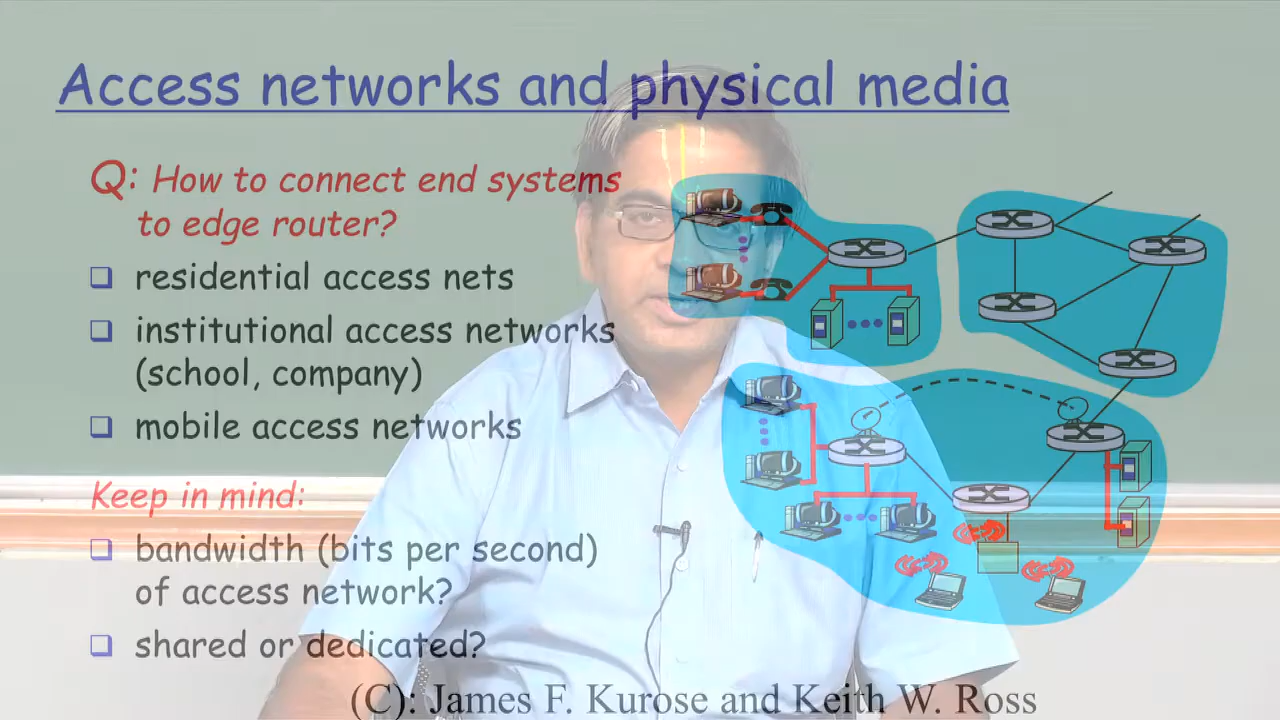 Access networks and physical media
Q: How to connect end systems
to edge router?
residential access nets
institutional access networks
(school, company)
mobile access networks
Keep in mind:
bandwidth (bits per second)
of access network?
shared or dedicated?
(C): James F. Kurose and Keith W. Ross